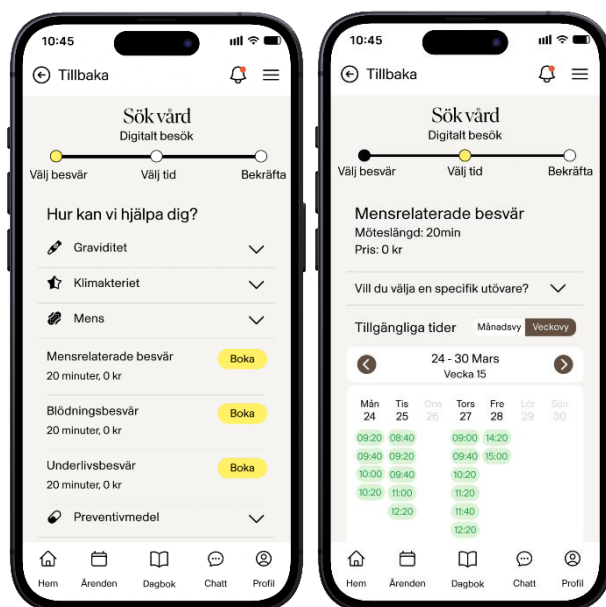 10:45
Tillbaka
Sök vård
Digitalt besök
Välj besvär Välj tid Bekräfta
Hur kan vi hjälpa dig?
Graviditet
Klimakteriet
Mens
Mensrelaterade besvär Boka
20 minuter, 0 kr
Blödningsbesvär Boka
20 minuter, 0 kr
Underlivsbesvär Boka
20 minuter, 0 kr
Preventivmedel
Hem Ärenden Dagbok Chatt Profil
10:45
Tillbaka
Sök vård
Digitalt besök
Välj besvär Välj tid Bekräfta
Mensrelaterade besvär
Möteslängd: 20min
Pris: 0 kr
Vill du välja en specifik utövare?
Tillgängliga tider Månadsvy Veckovy
24 - 30 Mars
Vecka 15
Mån Tis Ons Tors Fre Lör Sön
24 25 26 27 28 29 30
09:20 08:40 09:00 14:20
09:40 09:20 09:40 15:00
10:00 09:40 10:20
10:20 11:00 11:20
12:20 11:40
12:20
Hem Ärenden Dagbok Chatt Profil